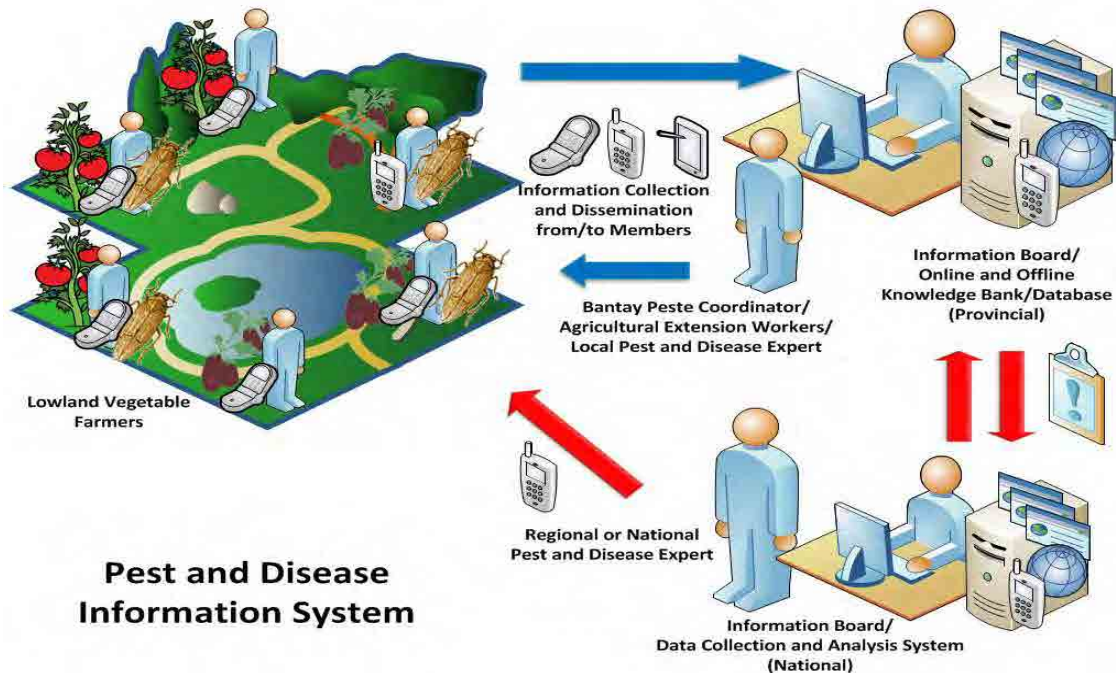 Information Collection
and Dissemination
from/to Members
Information Board/
Online and Offline
Knowledge Bank/Database
(Provincial)
Bantay Peste Coordinator/
Agricultural Extension Workers/
Local Pest and Disease Expert
Lowland Vegetable
Farmers
Regional or National
Pest and Disease Expert
Pest and Disease
Information System
Information Board/
Data Collection and Analysis System
(National)